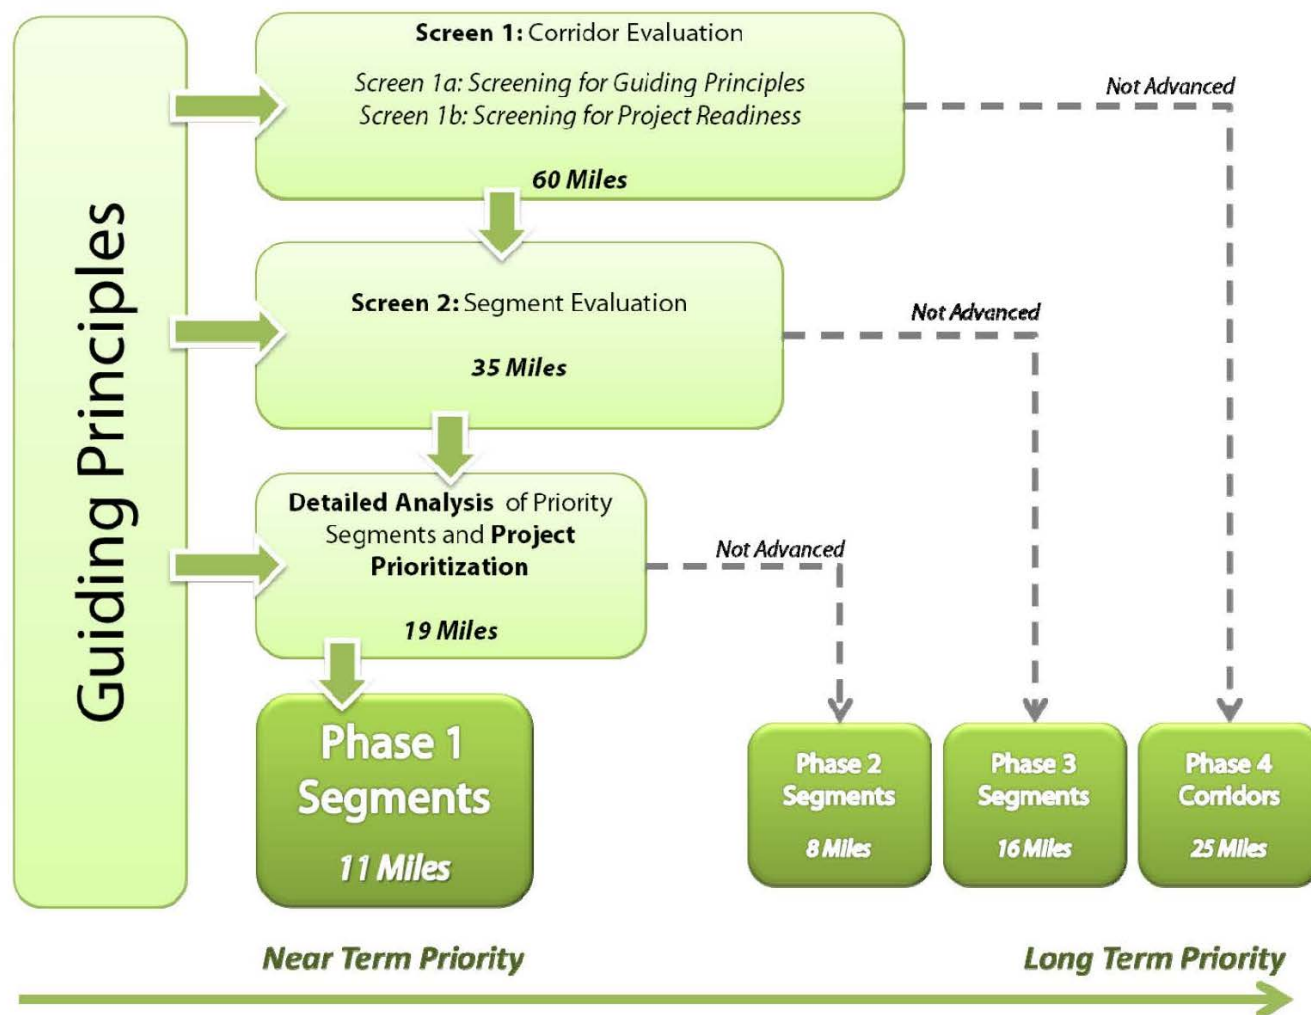 Guiding Principles
Screen 1: Corridor Evaluation
Screen 1a: Screening for Guiding Principles
Screen 1b: Screening for Project Readiness
60 Miles
Not Advanced
Screen 2: Segment Evaluation
35 Miles
Not Advanced
Detailed Analysis of Priority
Segments and Project
Prioritization
19 Miles
Not Advanced
Phase 1
Segments
11 Miles
Phase 2
Segments
8 Miles
Phase 3
Segments
16 Miles
Phase 4
Corridors
25 Miles
Near Term Priority
Long Term Priority